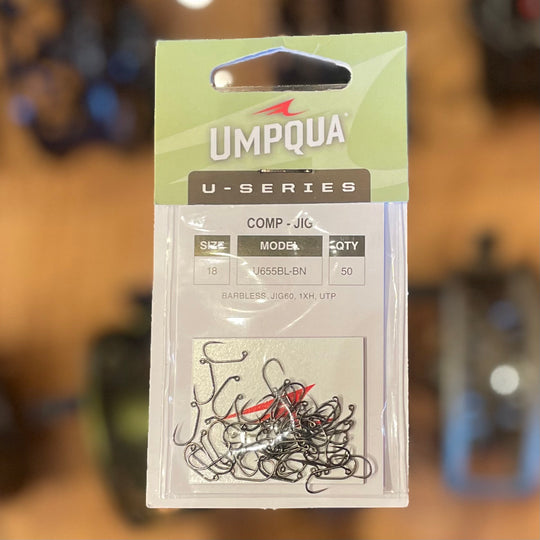 UMPQUA
U-SERIES
COMP - JIG
SIZE MODEL QTY
18 U655BL-BN 50
BARBLESS, JIG60, 1XH, UTP